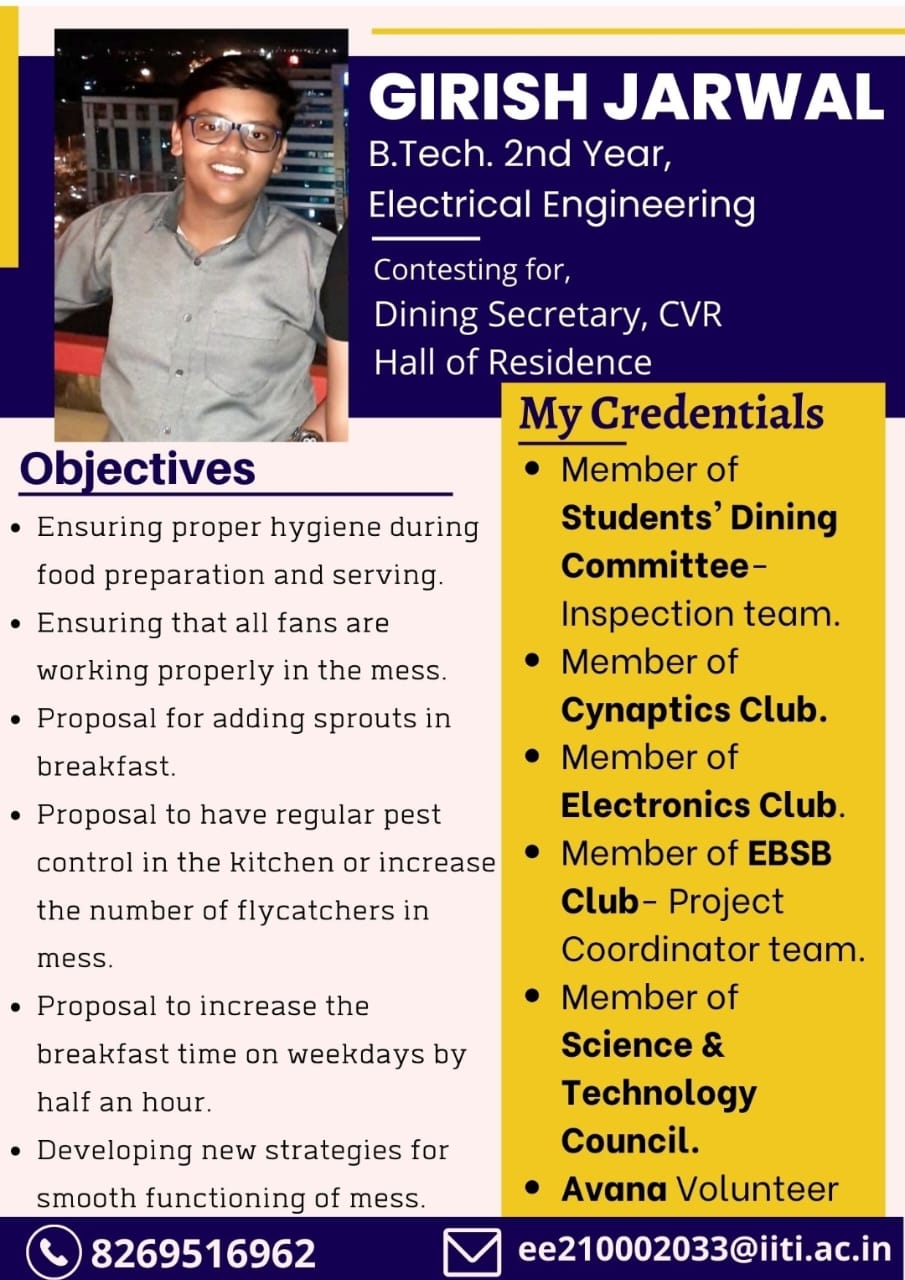 GIRISH JARWAL
B.Tech. 2nd Year,
Electrical Engineering
Contesting for,
Dining Secretary, CVR
Hall of Residence
Objectives
• Ensuring proper hygiene during
food preparation and serving.
• Ensuring that all fans are
working properly in the mess.
• Proposal for adding sprouts in
breakfast.
• Proposal to have regular pest
control in the kitchen or increase
the number of flycatchers in
mess.
• Proposal to increase the
breakfast time on weekdays by
half an hour.
• Developing new strategies for
smooth functioning of mess.
My Credentials
• Member of
Students' Dining
Committee-
Inspection team.
• Member of
Cynaptics Club.
• Member of
Electronics Club.
• Member of EBSB
Club- Project
Coordinator team.
• Member of
Science &
Technology
Council.
• Avana Volunteer
8269516962
ee210002033@iiti.ac.in